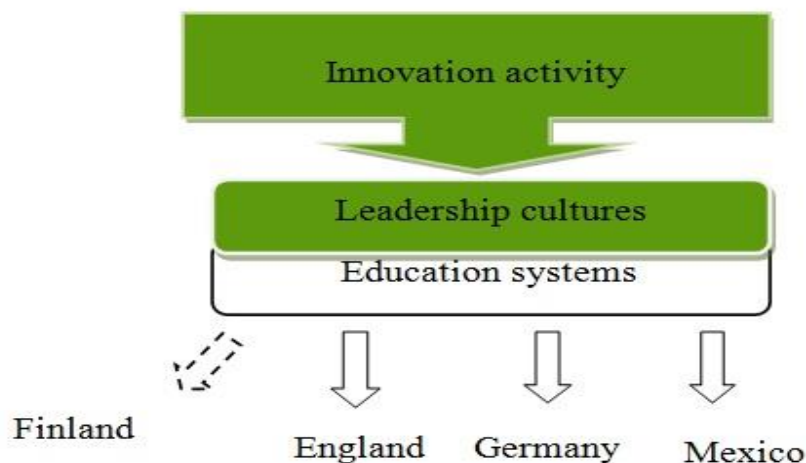 Innovation activity
Leadership cultures
Education systems
Finland
England Germany Mexico